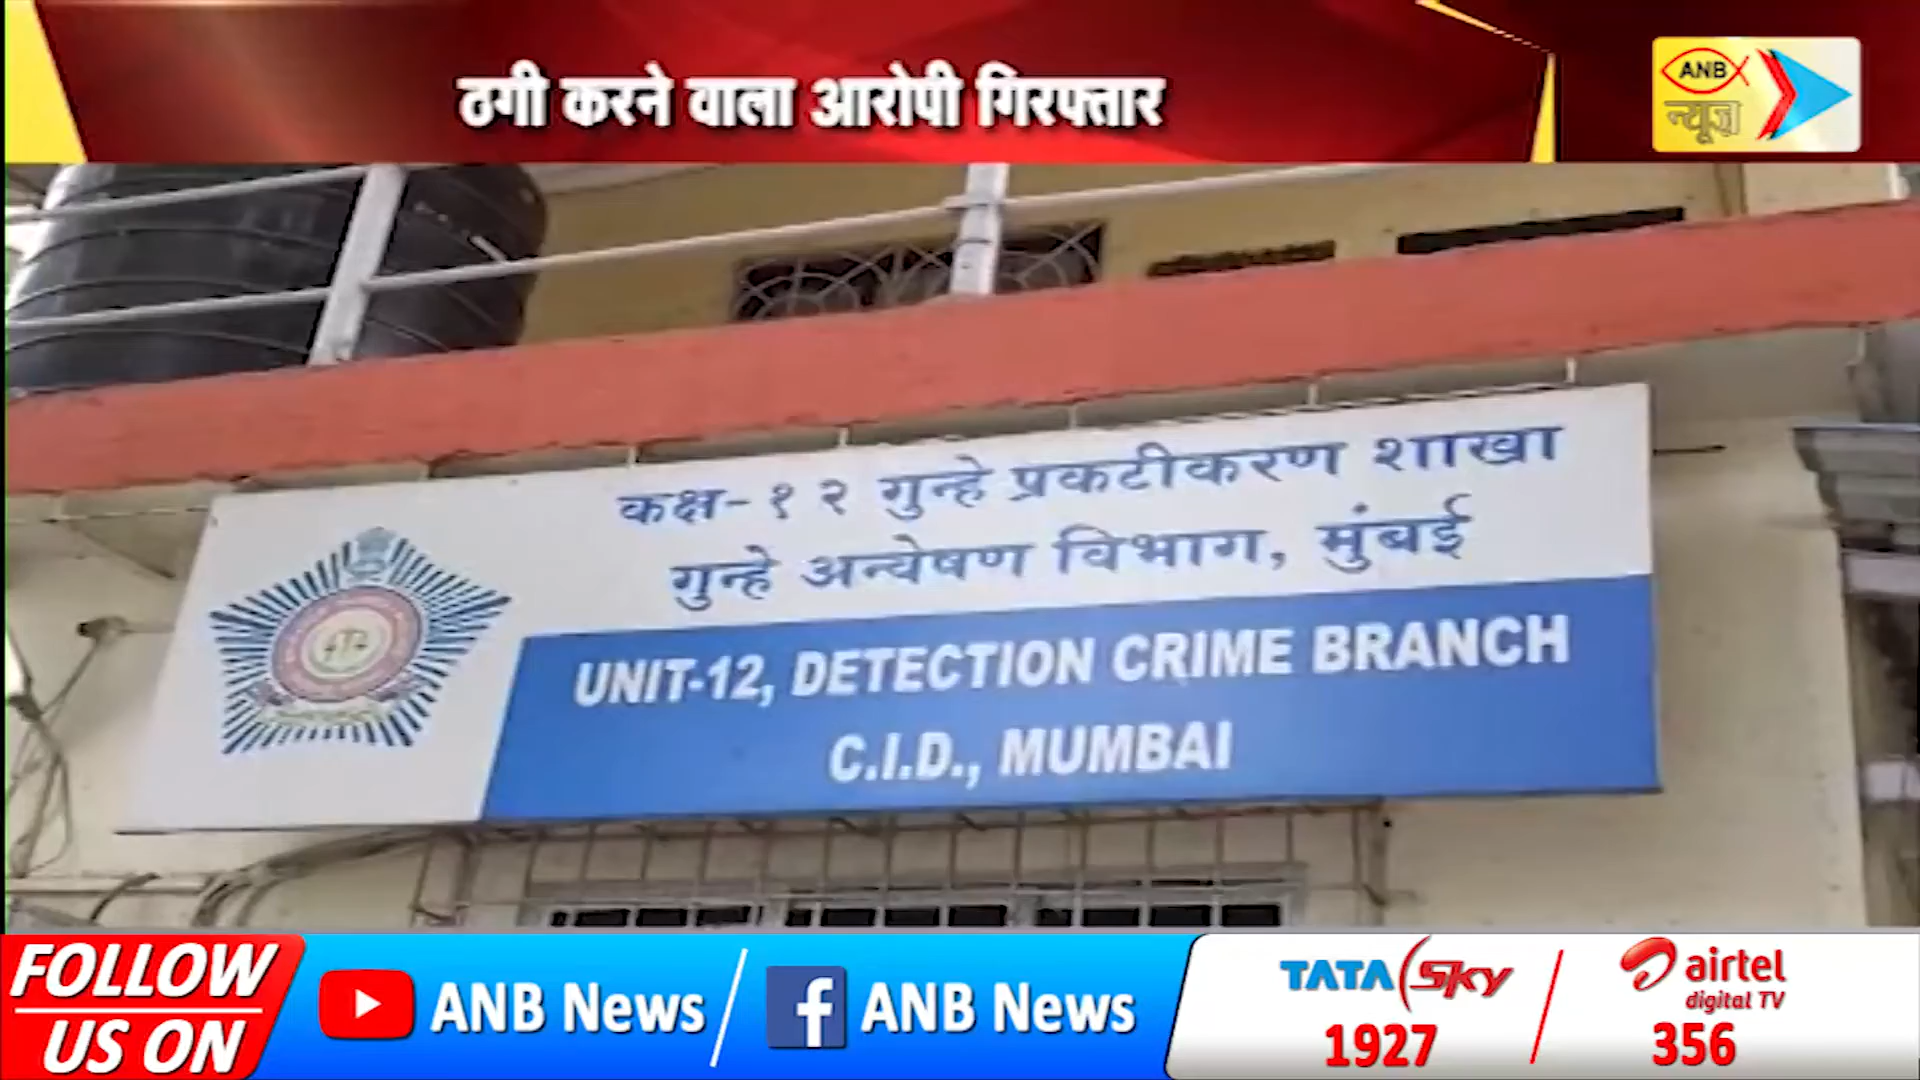 ठगी करने वाला आरोपी गिरफ्तार
ANB
न्यूज़
कक्ष-१२ गुन्हे प्रकटीकरण शाखा
गुन्हे अन्वेषण विभाग, मुंबई
UNIT-12, DETECTION CRIME BRANCH
C.I.D., MUMBAI
FOLLOW
US ON
ANB News
f ANB News
TATA Sky
1927
airtel
digital TV
356